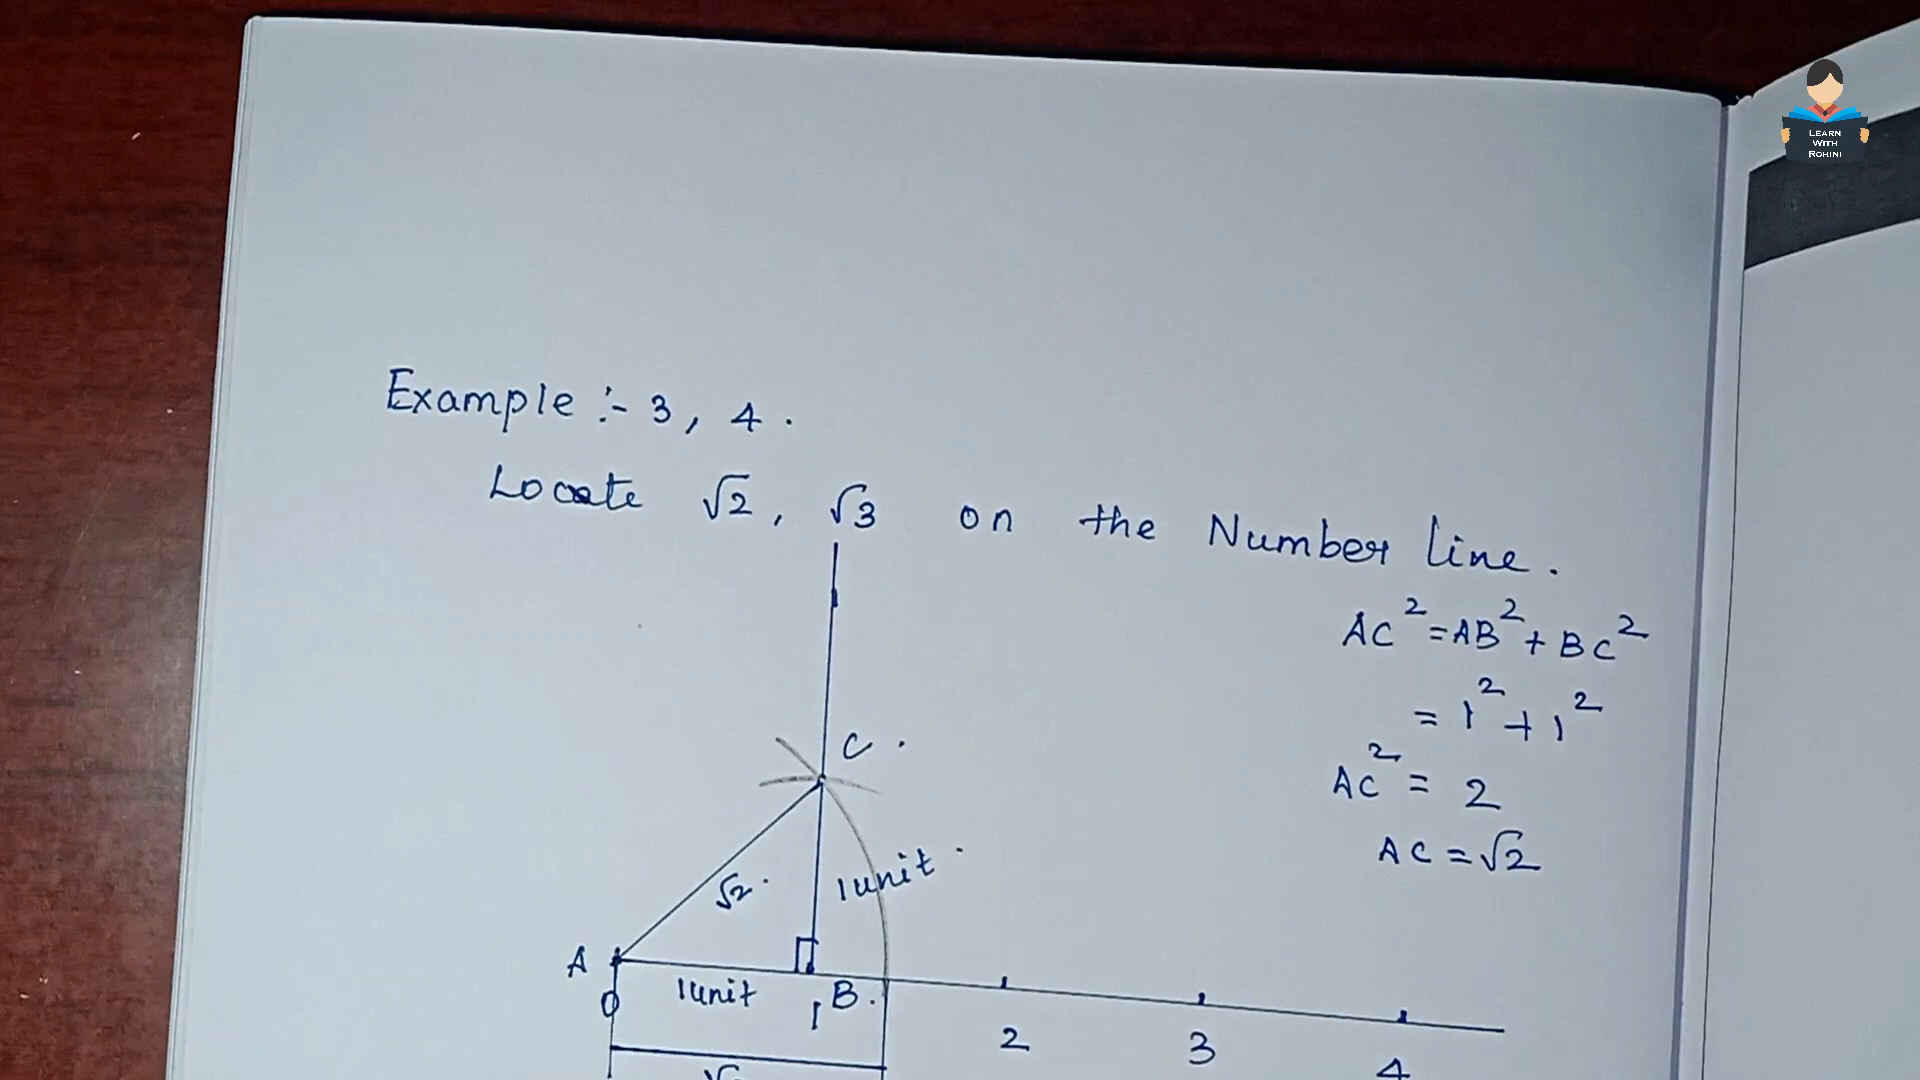 LEARN
WITH
ROHINI
Example :- 3, 4.
Locate √2, √3 on the Number line.
AC² = AB² + BC²
= 1² + 1²
AC² = 2
AC = √2
C.
√2.
1unit.
A
0
1unit
B.
1
2
3
4